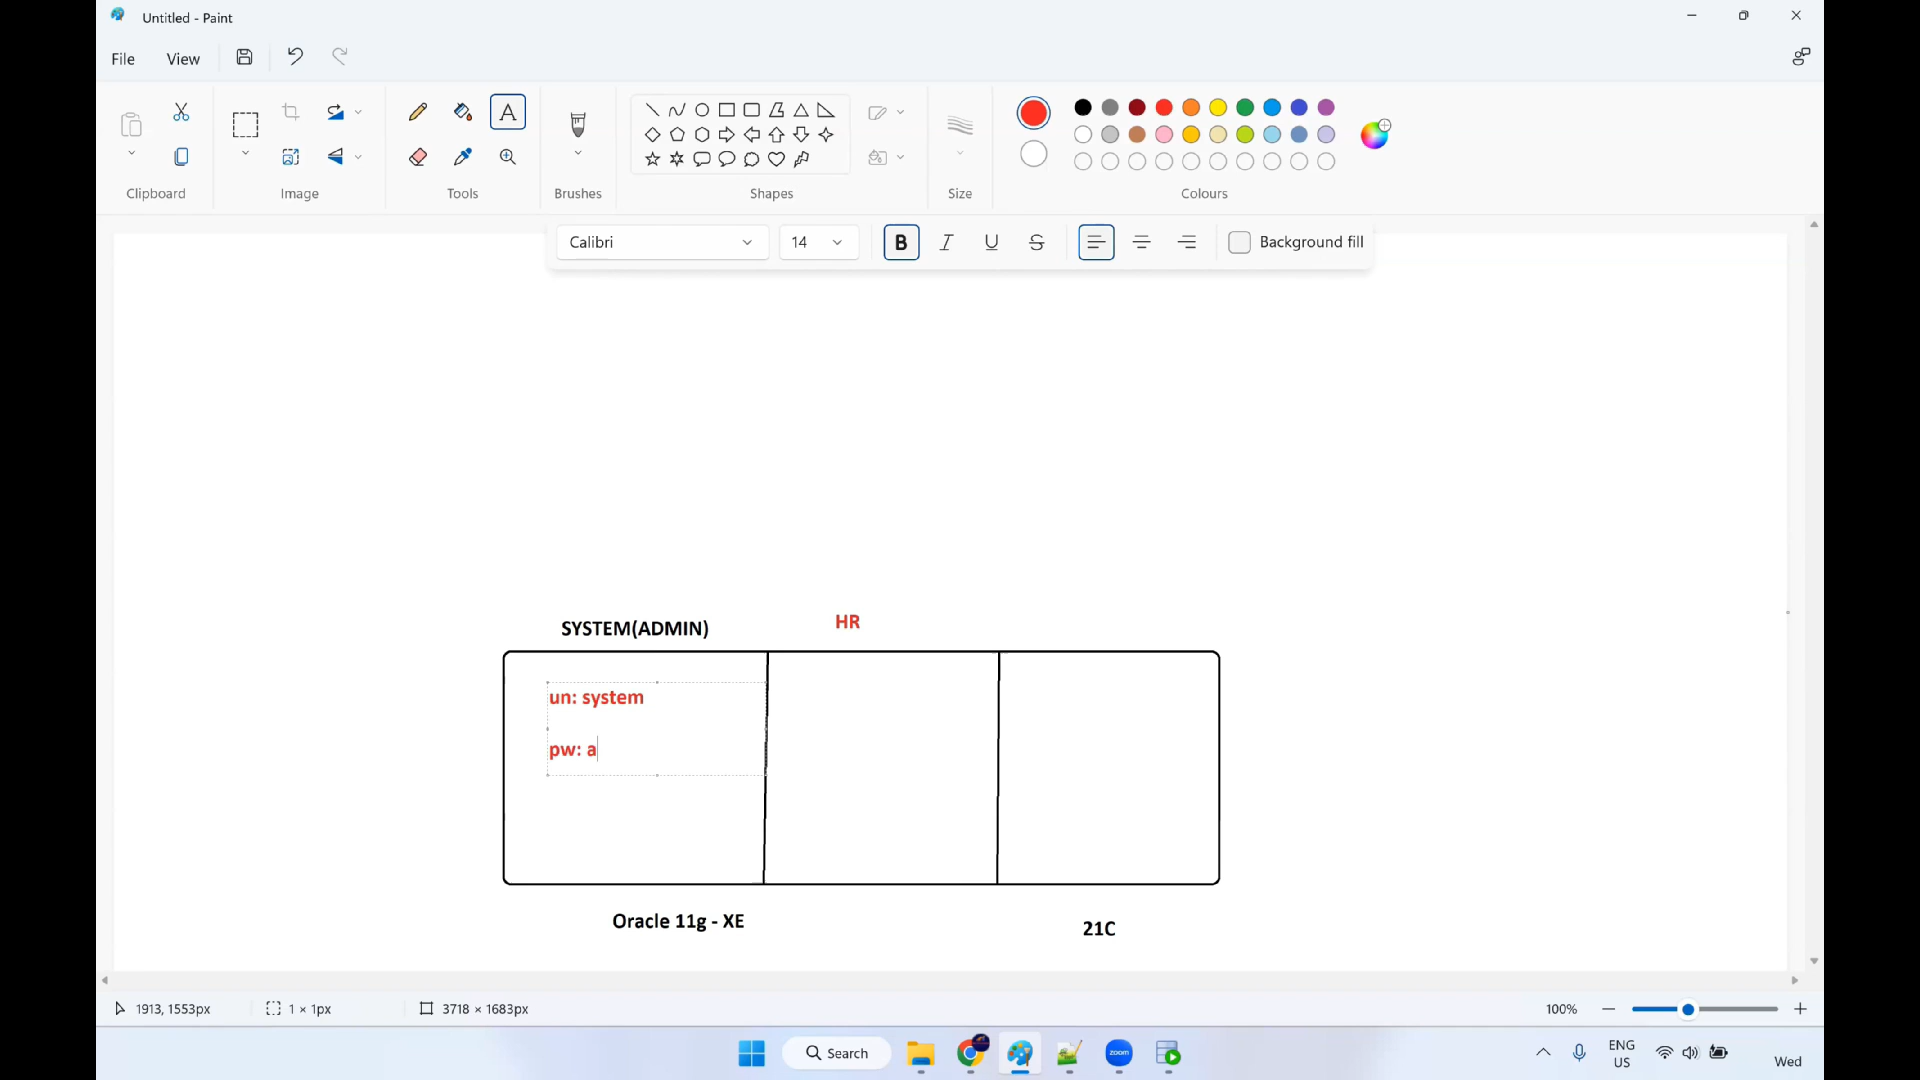 Untitled - Paint
File
View
Clipboard
Image
Tools
Brushes
Shapes
Size
Colours
Calibri
14
B
I
U
S
Background fill
SYSTEM(ADMIN)
HR
un: system
pw: a
Oracle 11g - XE
21C
1913, 1553px
1 × 1px
3718 × 1683px
100%
Search
zoom
ENG
US
Wed